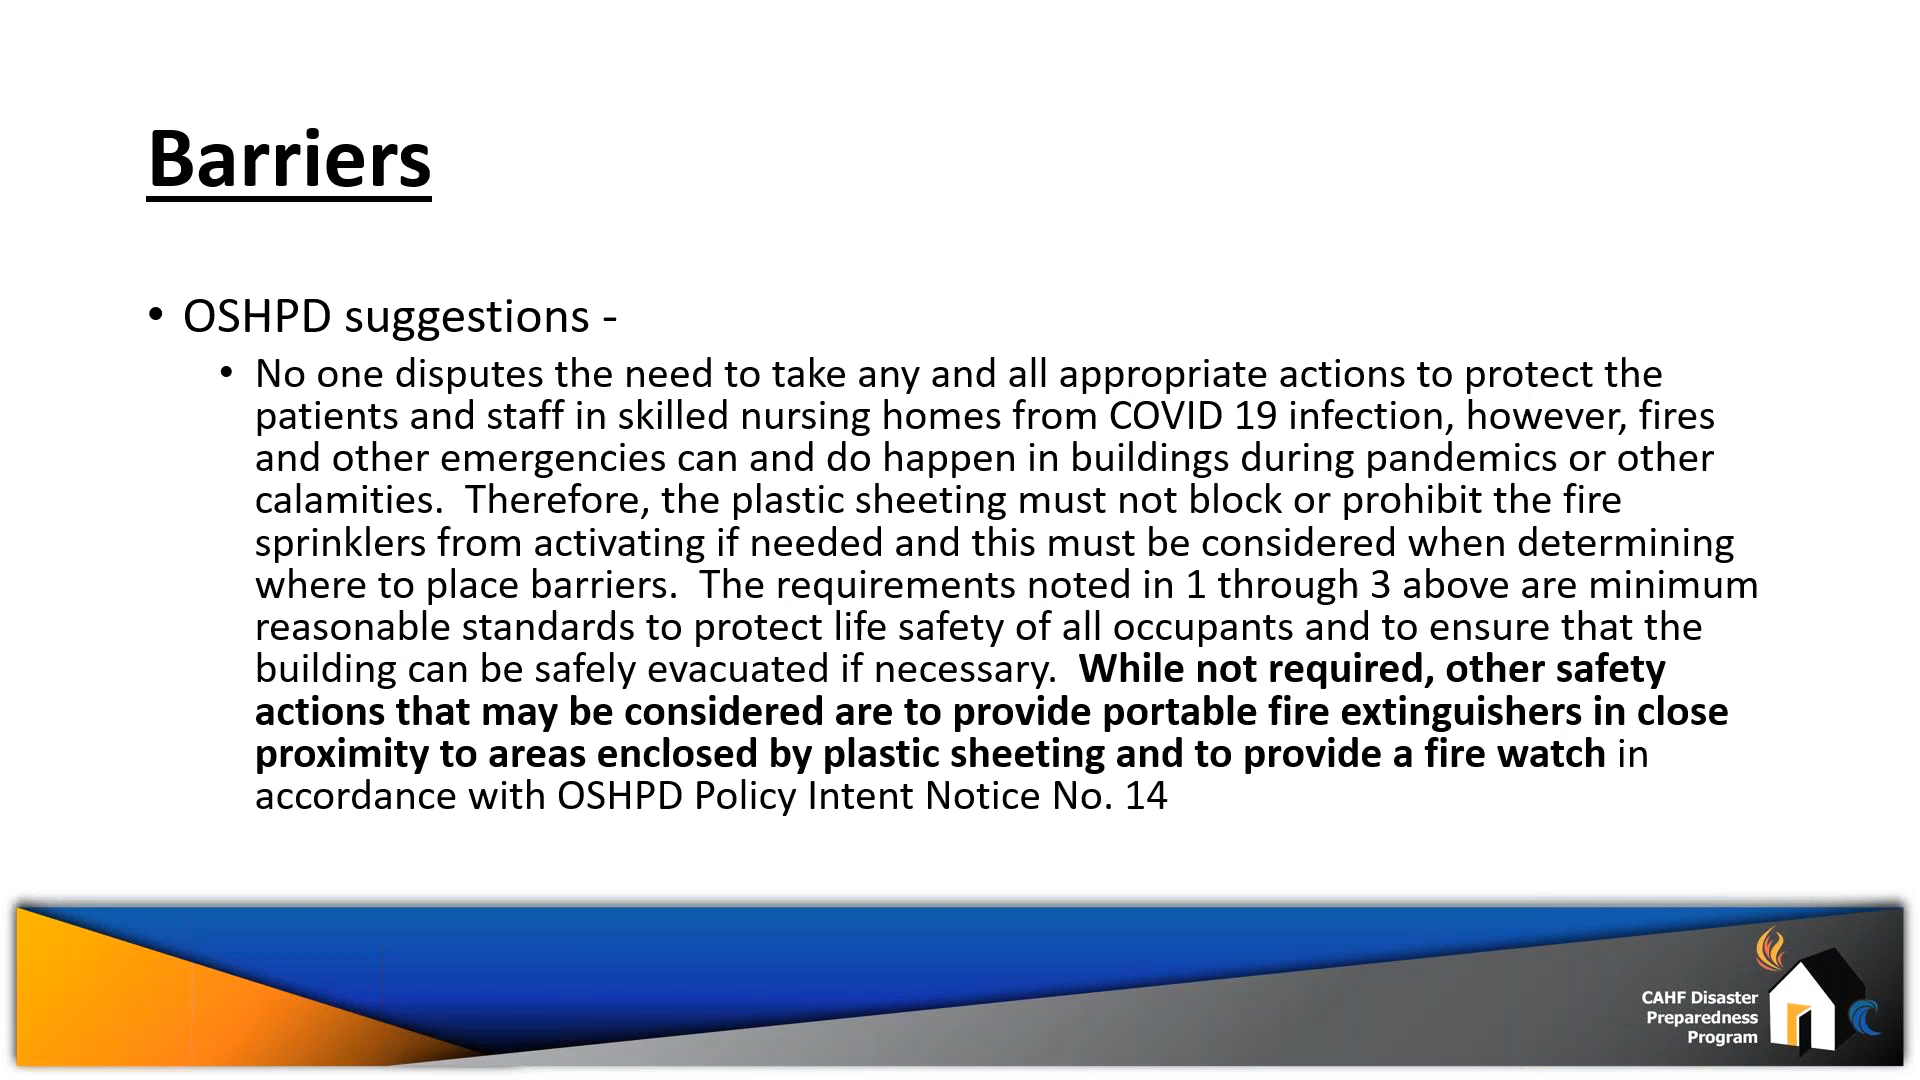 Barriers
• OSHPD suggestions -
• No one disputes the need to take any and all appropriate actions to protect the
patients and staff in skilled nursing homes from COVID 19 infection, however, fires
and other emergencies can and do happen in buildings during pandemics or other
calamities.  Therefore, the plastic sheeting must not block or prohibit the fire
sprinklers from activating if needed and this must be considered when determining
where to place barriers.  The requirements noted in 1 through 3 above are minimum
reasonable standards to protect life safety of all occupants and to ensure that the
building can be safely evacuated if necessary.  While not required, other safety
actions that may be considered are to provide portable fire extinguishers in close
proximity to areas enclosed by plastic sheeting and to provide a fire watch in
accordance with OSHPD Policy Intent Notice No. 14
CAHF Disaster
Preparedness
Program